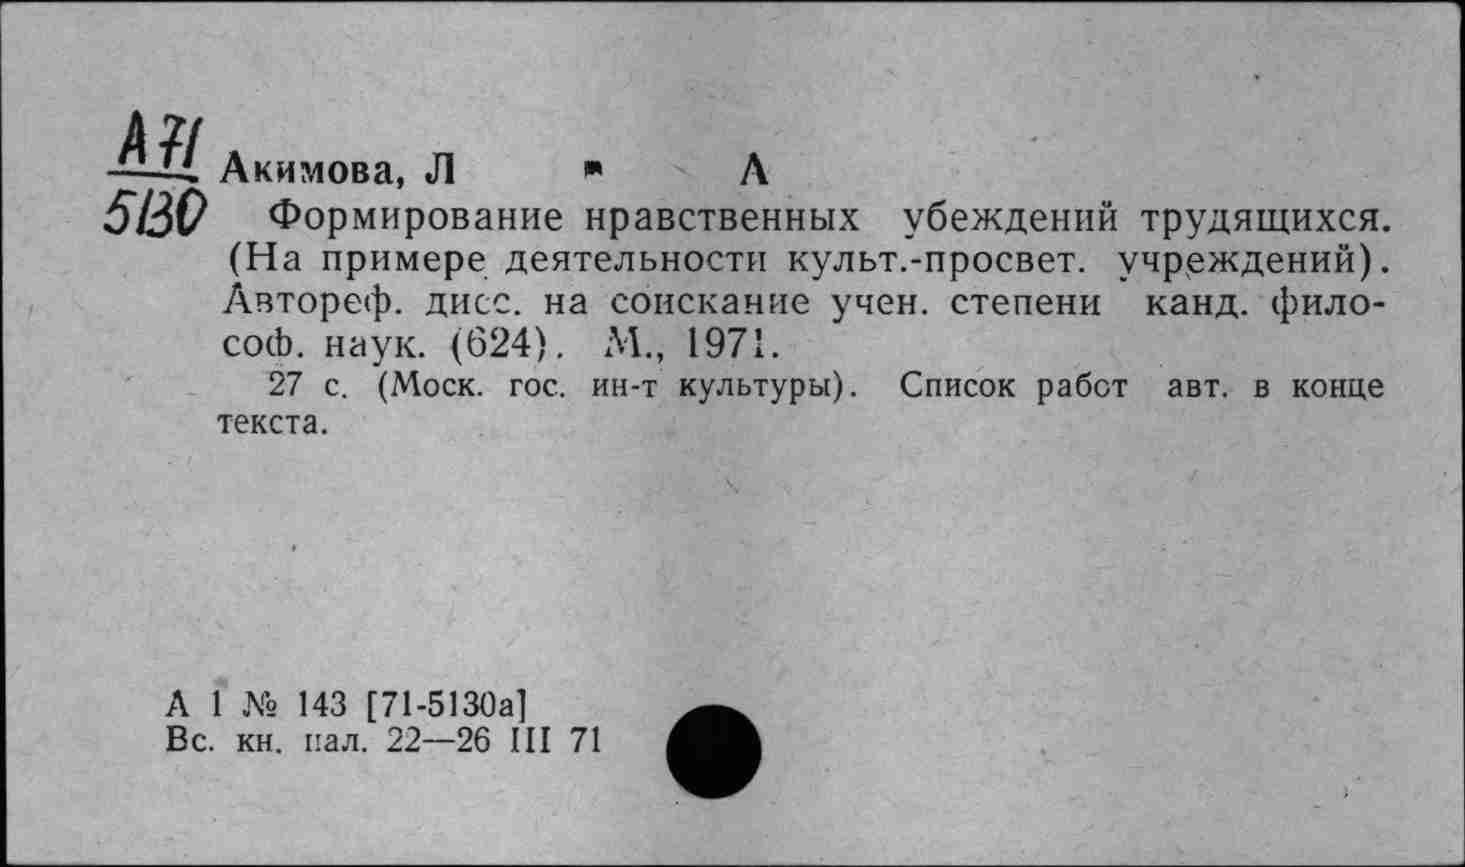 А71
5130
Акимова, Л " А
Формирование нравственных убеждений трудящихся.
(На примере деятельности культ.-просвет. учреждений).
Автореф. дисс. на соискание учен. степени канд. фило-
соф. наук. (624). М., 1971.
27 с. (Моск. гос. ин-т культуры). Список работ авт. в конце
текста.
А 1 № 143 [71-5130а]
Вс. кн. пал. 22—26 III 71